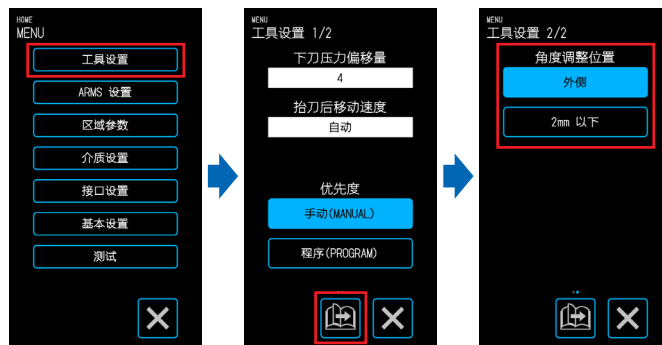 HOME
MENU
工具设置
ARMS 设置
区域参数
介质设置
接口设置
基本设置
测试
MENU
工具设置 1/2
下刀压力偏移量
4
抬刀后移动速度
自动
优先度
手动(MANUAL)
程序(PROGRAM)
MENU
工具设置 2/2
角度调整位置
外侧
2mm 以下